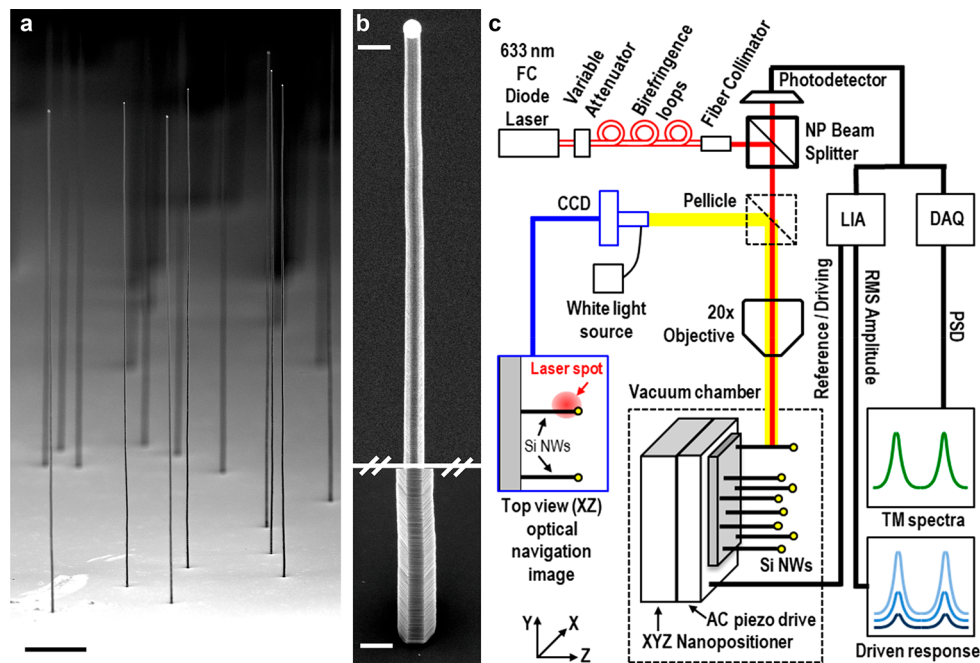 a
b
c
633 nm
FC
Diode
Laser
Variable
Attenuator
Birefringence
loops
Fiber Collimator
Photodetector
NP Beam
Splitter
CCD
Pellicle
LIA
DAQ
White light
source
20x
Objective
Reference / Driving
RMS Amplitude
PSD
Laser spot
Si NWs
Vacuum chamber
Top view (XZ)
optical
navigation
image
Si NWs
TM spectra
AC piezo drive
XYZ Nanopositioner
Y
X
Z
Driven response